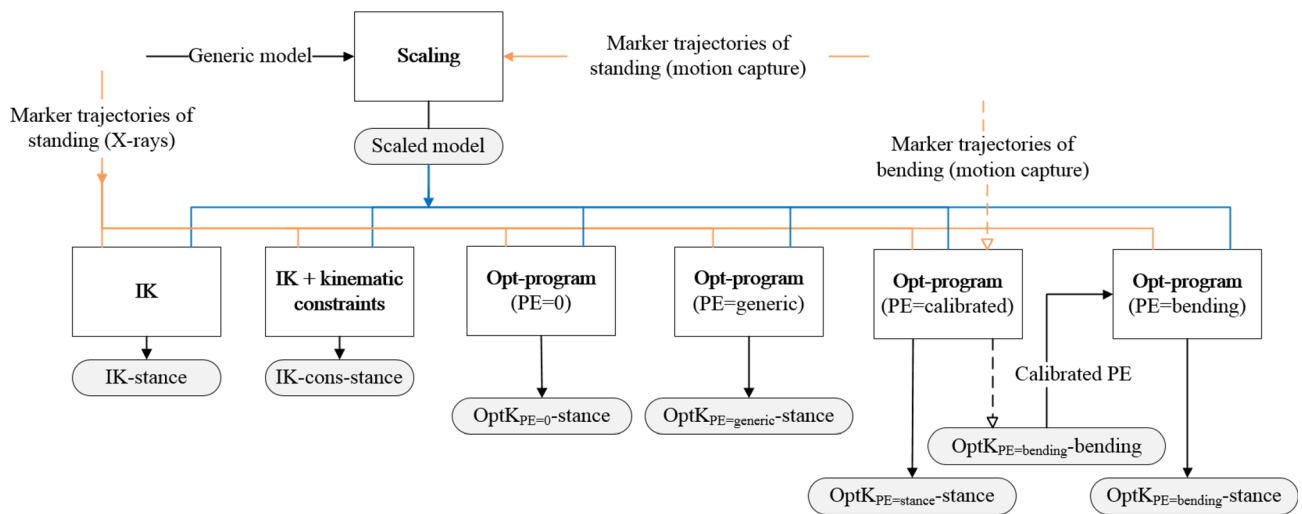 Generic model
Scaling
Marker trajectories of
standing (motion capture)
Marker trajectories of
standing (X-rays)
Scaled model
Marker trajectories of
bending (motion capture)
IK
IK + kinematic
constraints
Opt-program
(PE=0)
Opt-program
(PE=generic)
Opt-program
(PE=calibrated)
Opt-program
(PE=bending)
IK-stance
IK-cons-stance
Calibrated PE
OptKPE=0-stance
OptKPE=generic-stance
OptKPE=bending-bending
OptKPE=stance-stance
OptKPE=bending-stance